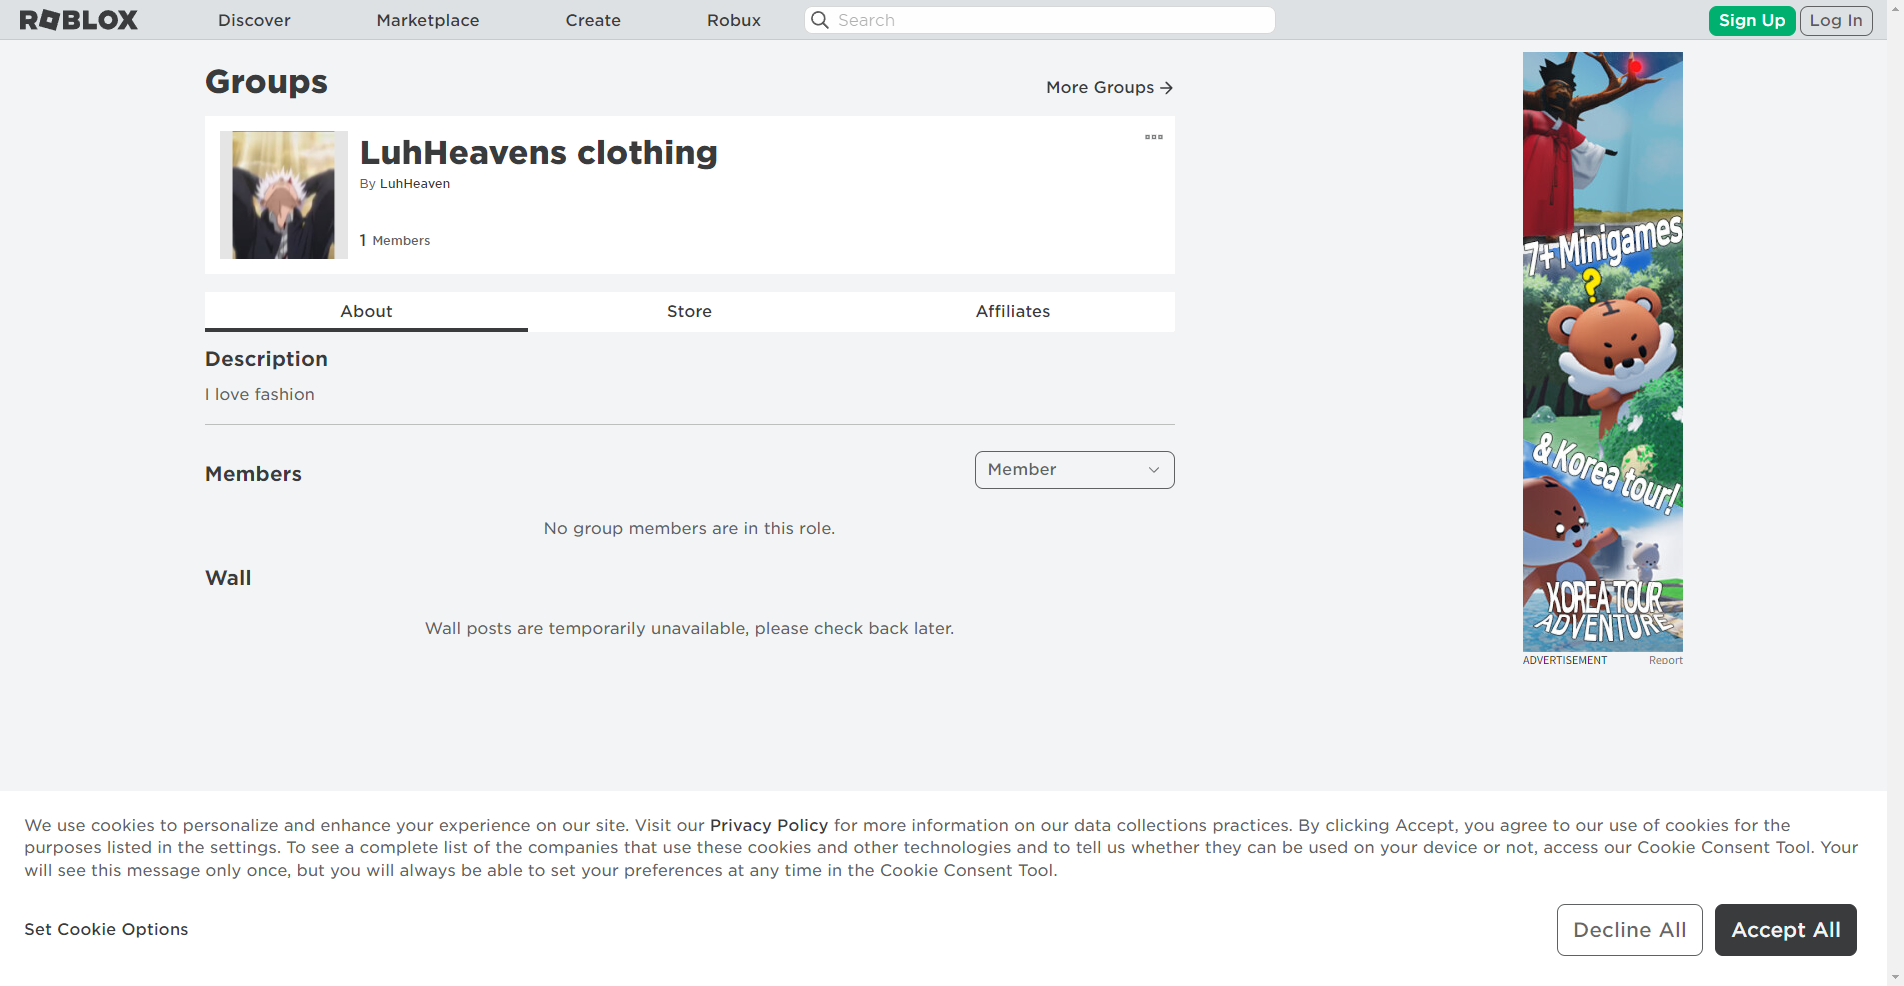 ROBLOX
Discover
Marketplace
Create
Robux
Search
Sign Up
Log In
Groups
More Groups
LuhHeavens clothing
By LuhHeaven
1 Members
About
Store
Affiliates
Description
I love fashion
Members
Member
No group members are in this role.
Wall
Wall posts are temporarily unavailable, please check back later.
7+ Minigames
?
& Korea tour!
KOREA TOUR
ADVENTURE
ADVERTISEMENT
Report
We use cookies to personalize and enhance your experience on our site. Visit our Privacy Policy for more information on our data collections practices. By clicking Accept, you agree to our use of cookies for the
purposes listed in the settings. To see a complete list of the companies that use these cookies and other technologies and to tell us whether they can be used on your device or not, access our Cookie Consent Tool. Your
will see this message only once, but you will always be able to set your preferences at any time in the Cookie Consent Tool.
Set Cookie Options
Decline All
Accept All